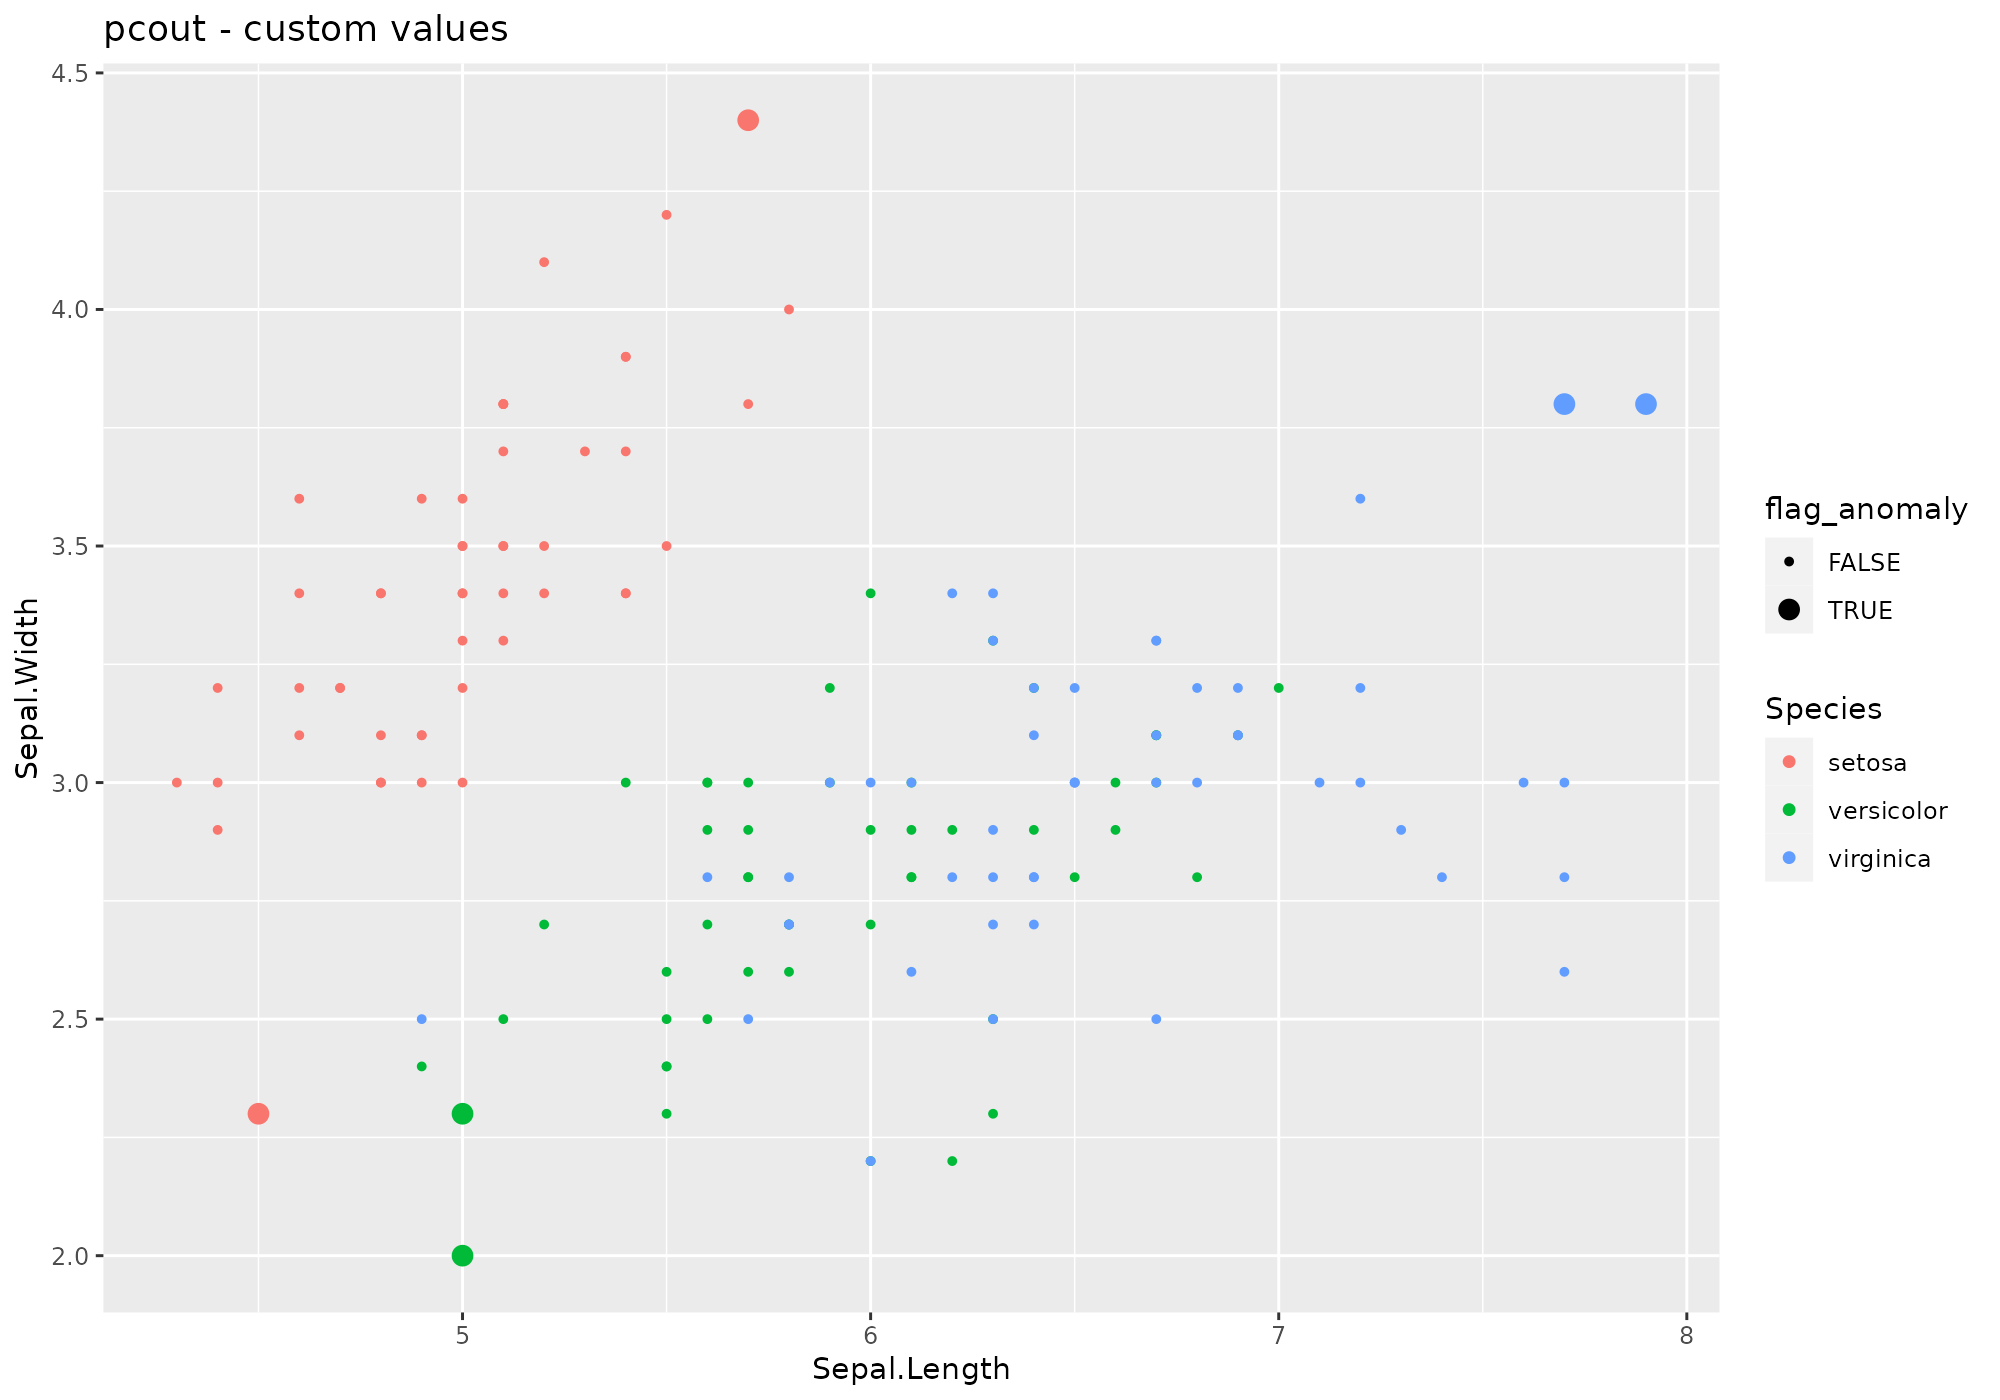 pcout - custom values
4.5
4.0
3.5
3.0
2.5
2.0
Sepal.Width
5
6
7
8
Sepal.Length
flag_anomaly
FALSE
TRUE
Species
setosa
versicolor
virginica